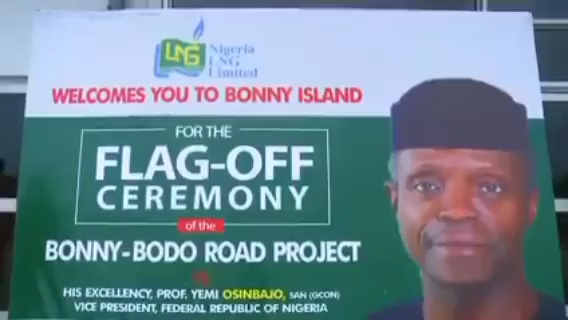 LNG
Nigeria
LNG
Limited
WELCOMES YOU TO BONNY ISLAND
FOR THE
FLAG-OFF
CEREMONY
of the
BONNY-BODO ROAD PROJECT
HIS EXCELLENCY, PROF. YEMI OSINBAJO, SAN (GCON)
VICE PRESIDENT, FEDERAL REPUBLIC OF NIGERIA